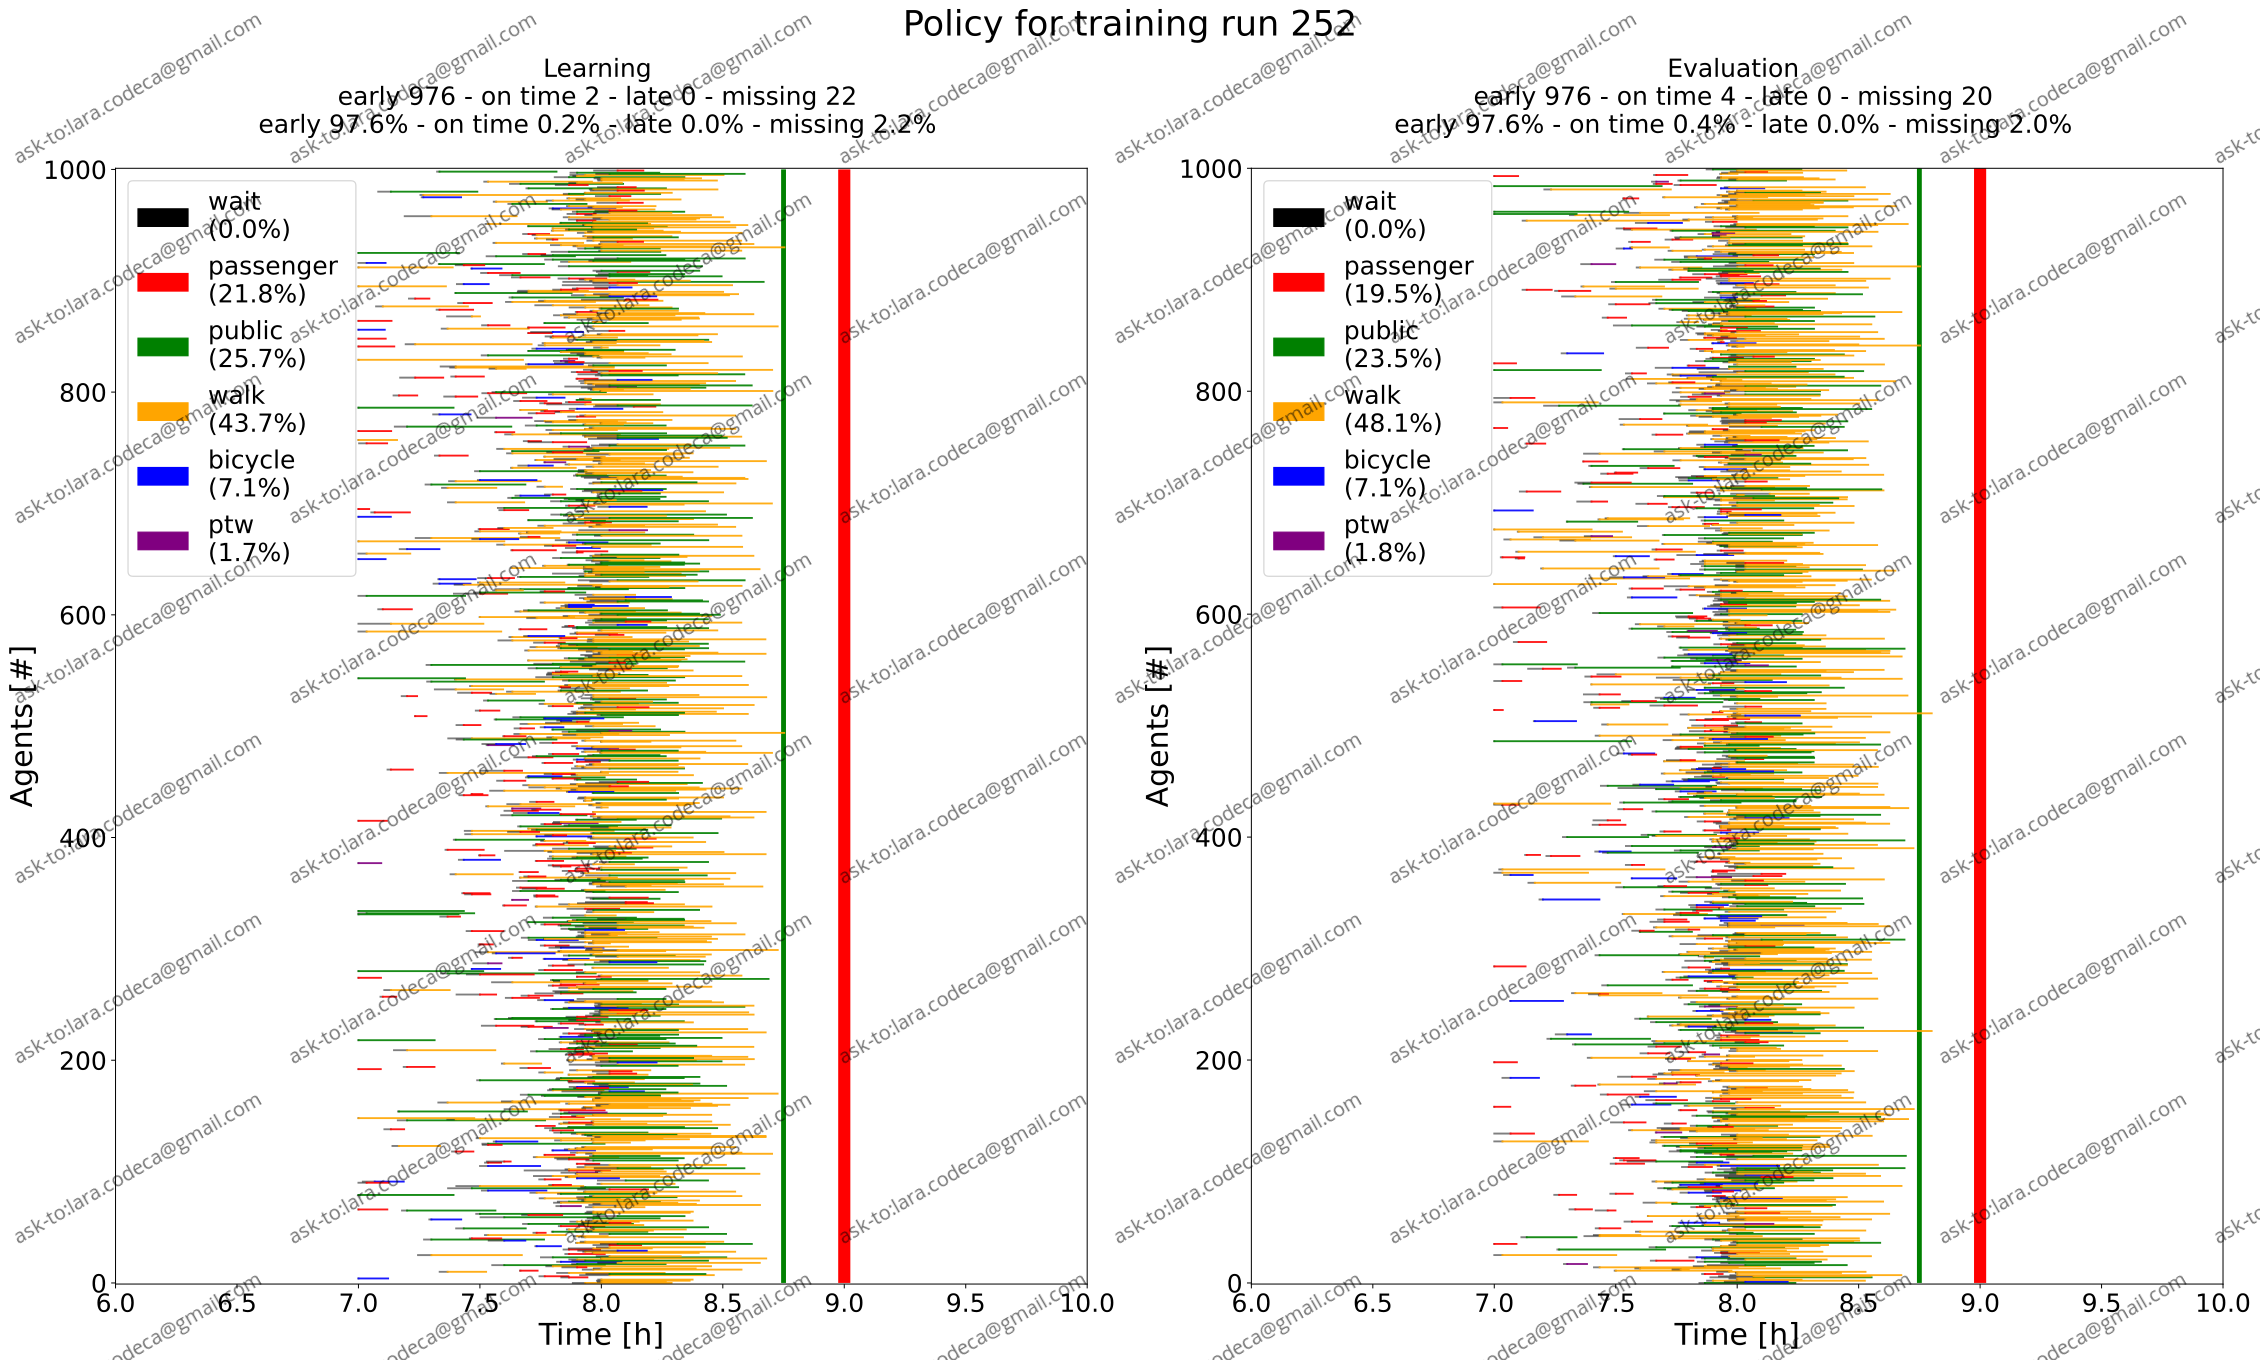 Policy for training run 252
Learning
early 976 - on time 2 - late 0 - missing 22
early 97.6% - on time 0.2% - late 0.0% - missing 2.2%
1000
800
600
400
200
0
Agents [#]
wait
(0.0%)
passenger
(21.8%)
public
(25.7%)
walk
(43.7%)
bicycle
(7.1%)
ptw
(1.7%)
6.0 6.5 7.0 7.5 8.0 8.5 9.0 9.5 10.0
Time [h]
Evaluation
early 976 - on time 4 - late 0 - missing 20
early 97.6% - on time 0.4% - late 0.0% - missing 2.0%
1000
800
600
400
200
0
Agents [#]
wait
(0.0%)
passenger
(19.5%)
public
(23.5%)
walk
(48.1%)
bicycle
(7.1%)
ptw
(1.8%)
6.0 6.5 7.0 7.5 8.0 8.5 9.0 9.5 10.0
Time [h]
ask-to:lara.codeca@gmail.com